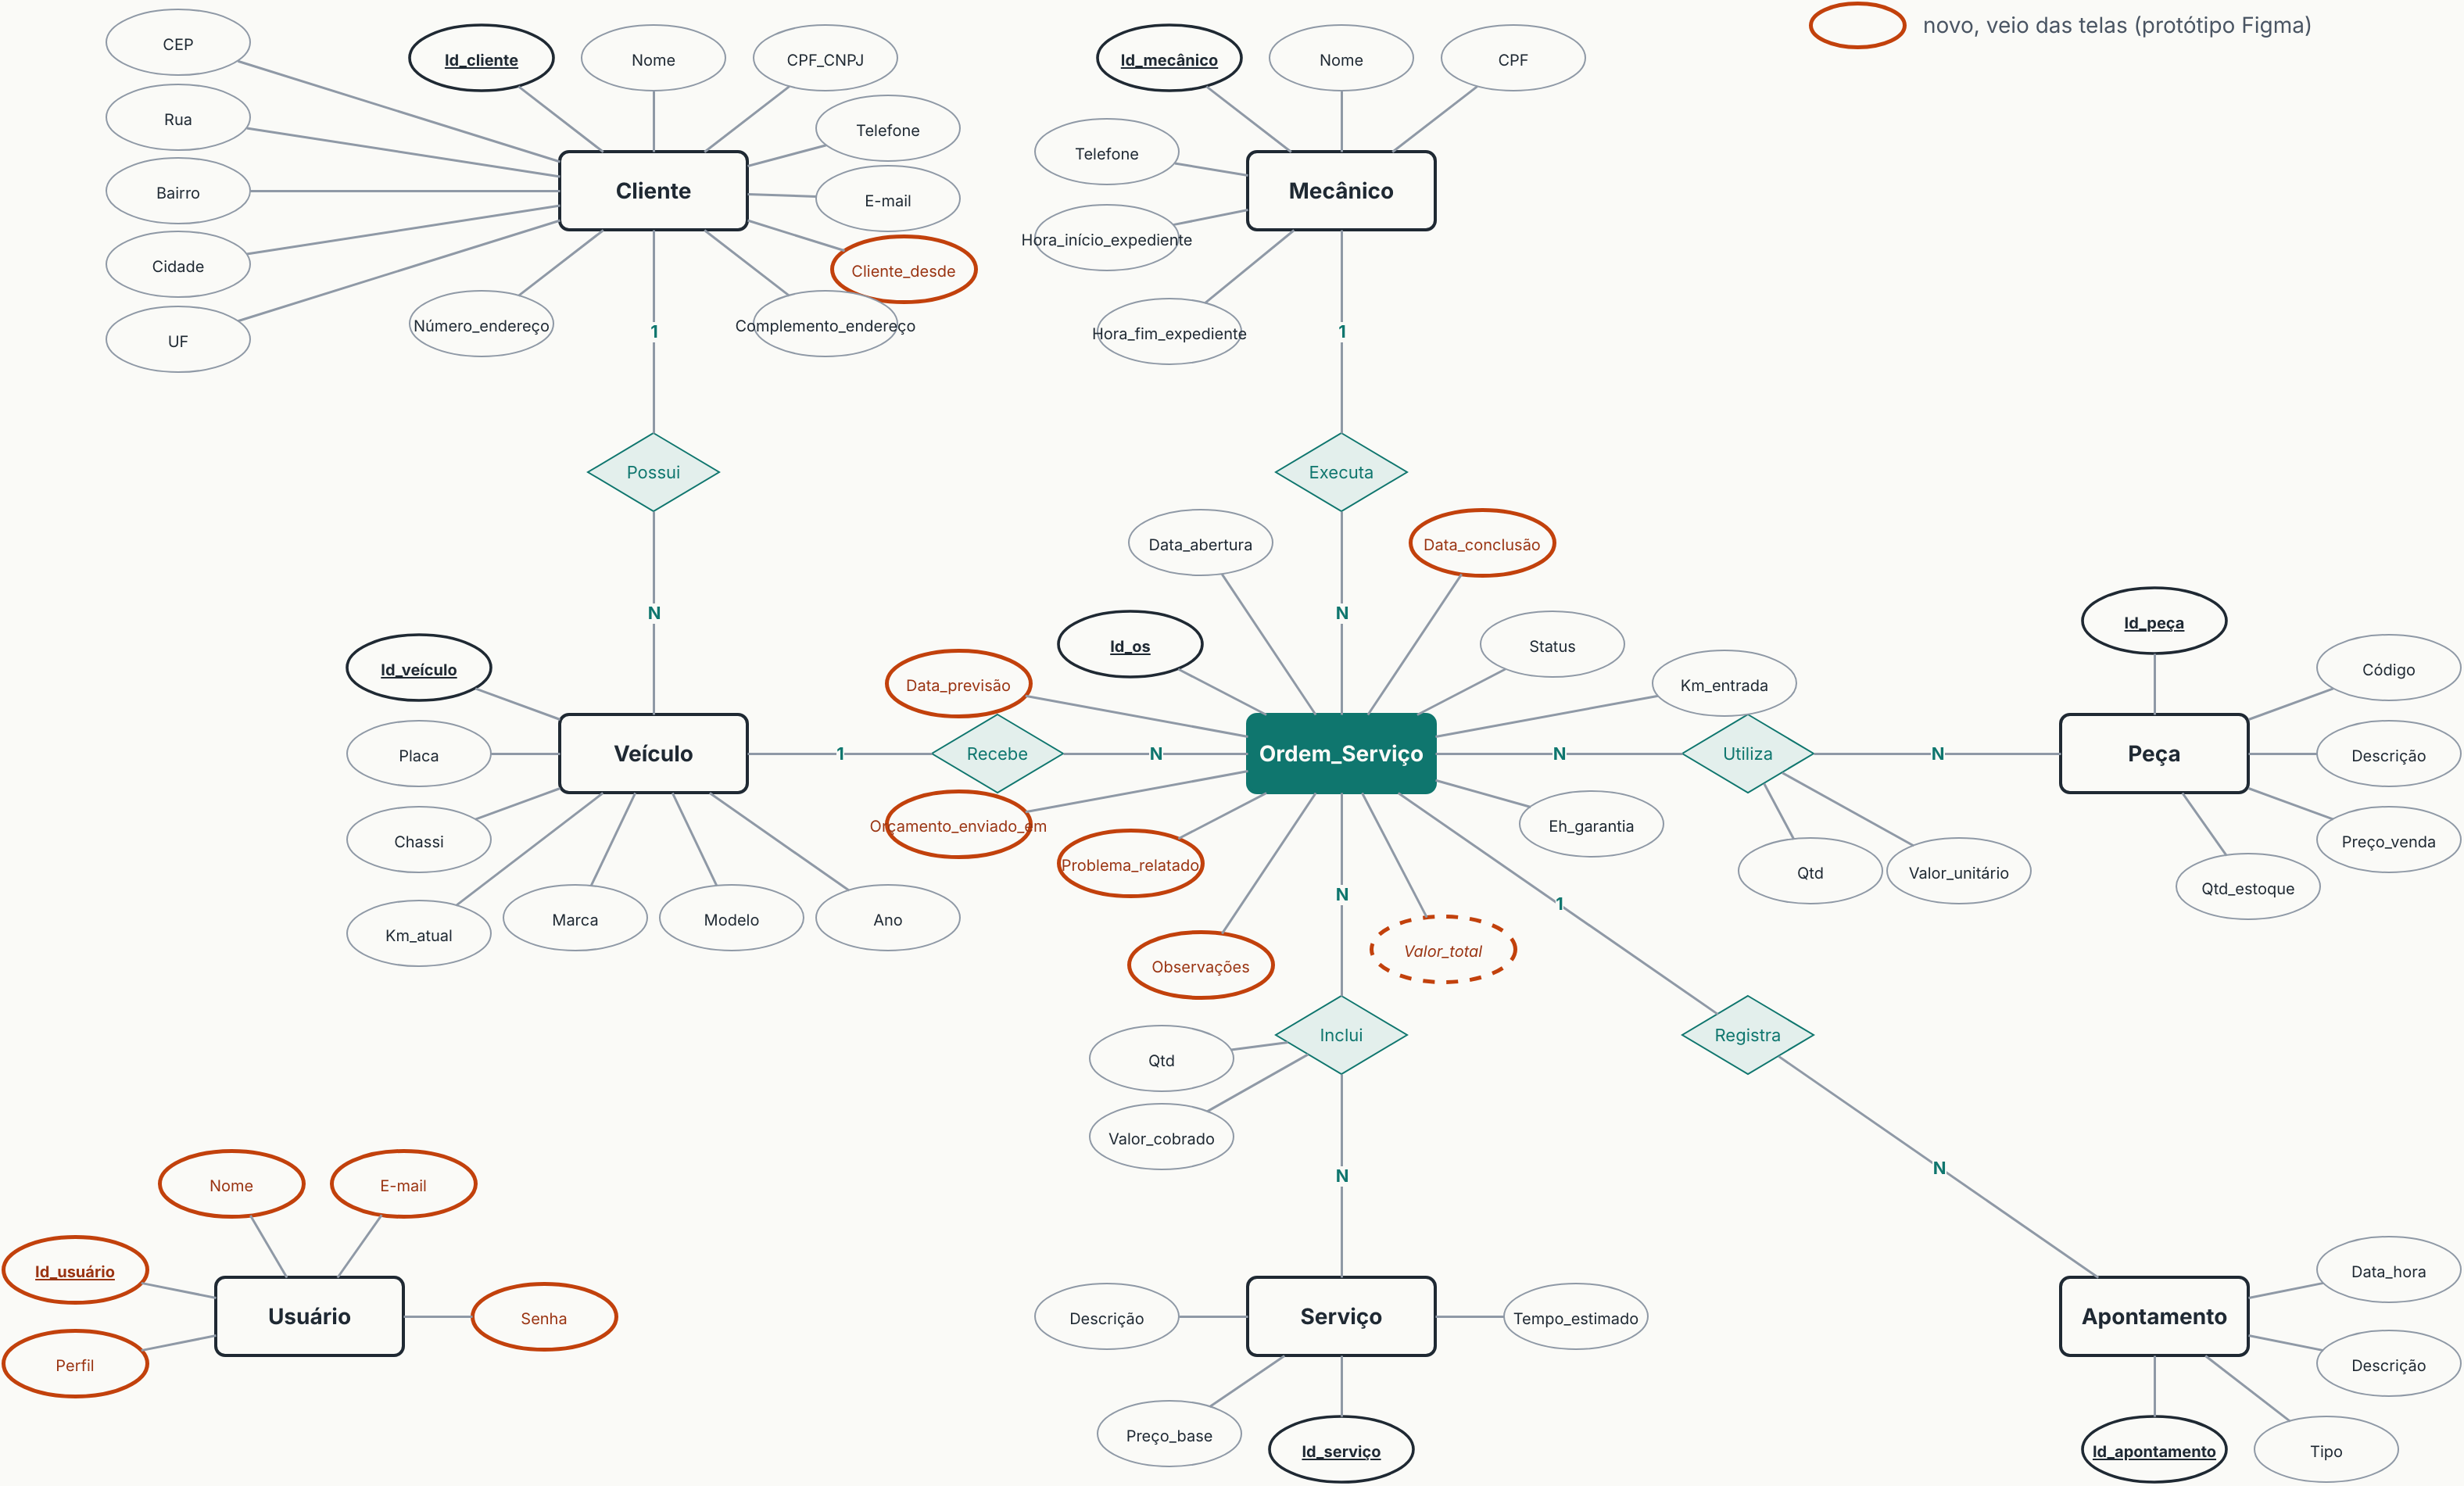 novo, veio das telas (protótipo Figma)
CEP
Id_cliente
Nome
CPF_CNPJ
Id_mecânico
Nome
CPF
Rua
Telefone
Telefone
Bairro
Cliente
E-mail
Mecânico
Hora_início_expediente
Cidade
Cliente_desde
Número_endereço
Complemento_endereço
UF
1
Hora_fim_expediente
1
Possui
Executa
Data_abertura
Data_conclusão
N
N
Id_peça
Id_os
Status
Id_veículo
Data_previsão
Km_entrada
Código
Placa
Veículo
1
Recebe
N
Ordem_Serviço
N
Utiliza
N
Peça
Descrição
Chassi
Orçamento_enviado_em
Eh_garantia
Preço_venda
Problema_relatado
Qtd
Valor_unitário
Qtd_estoque
N
1
Km_atual
Marca
Modelo
Ano
Observações
Valor_total
Inclui
Registra
Qtd
Valor_cobrado
N
N
Nome
E-mail
Id_usuário
Data_hora
Usuário
Senha
Descrição
Serviço
Tempo_estimado
Apontamento
Perfil
Descrição
Preço_base
Id_serviço
Id_apontamento
Tipo